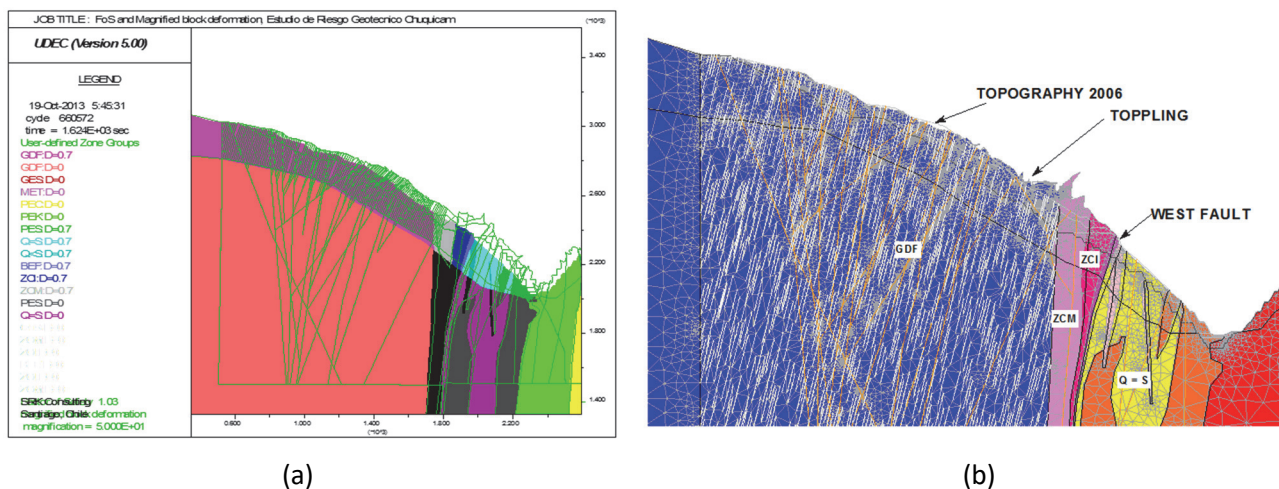 JOB TITLE : FoS and Magnified block deformation, Estudio de Riesgo Geotecnico Chuquicam
(*10^3)
UDEC (Version 5.00)
LEGEND
19-Oct-2013 5:45:31
cycle 660572
time = 1.624E+03 sec
User-defined Zone Groups
GDF:D=0.7
GDF:D=0
GES:D=0
MET:D=0
PEC:D=0
PEK:D=0
PES:D=0.7
Q=S:D=0.7
Q<S:D=0.7
BEF:D=0.7
ZCI:D=0.7
ZCM:D=0.7
PES:D=0
Q=S:D=0
SRK Consulting 1.03
Santiago, Chile deformation
magnification = 5.000E+01
3.400
3.000
2.600
2.200
1.800
1.400
0.600 1.000 1.400 1.800 2.200
(*10^3)
TOPOGRAPHY 2006
TOPPLING
WEST FAULT
GDF
ZCI
ZCM
Q = S
(a) (b)